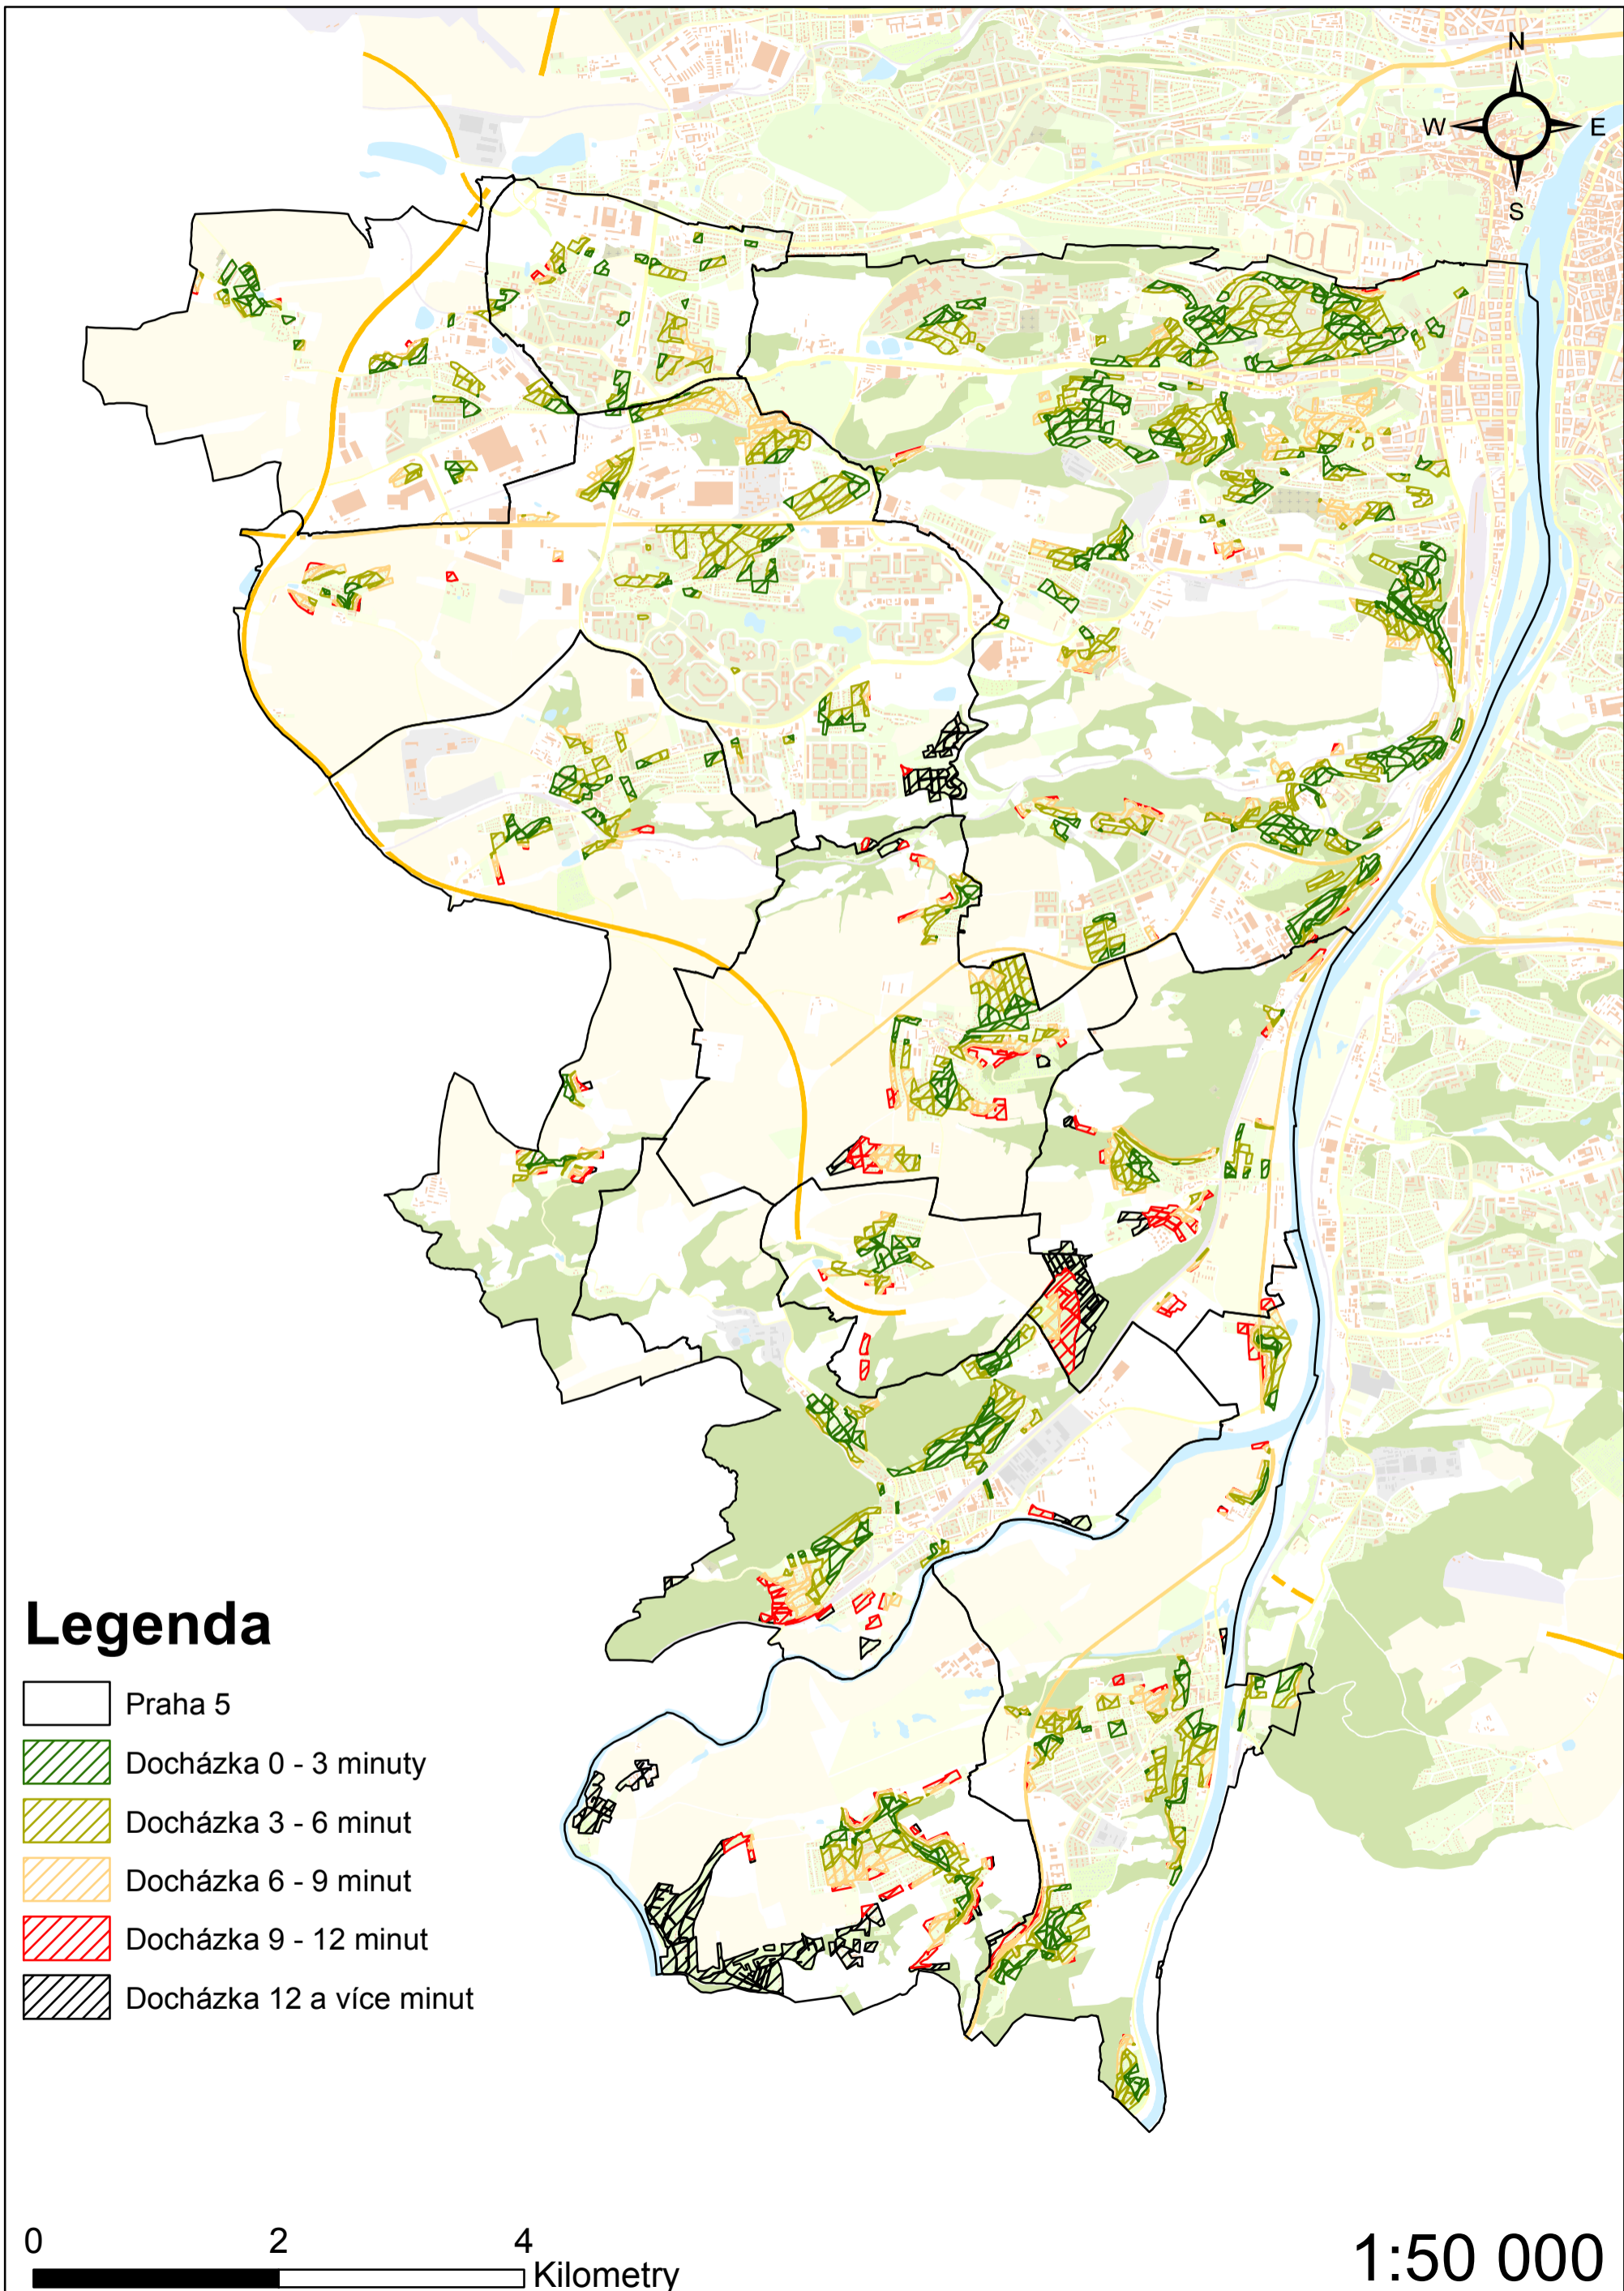 N
W E
S
Legenda
Praha 5
Docházka 0 - 3 minuty
Docházka 3 - 6 minut
Docházka 6 - 9 minut
Docházka 9 - 12 minut
Docházka 12 a více minut
0 2 4
Kilometry
1:50 000